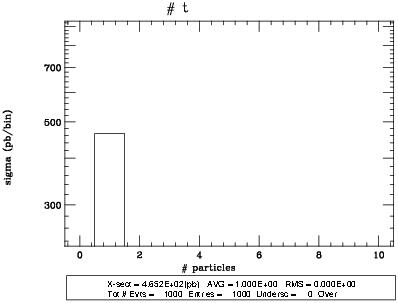 # t
sigma (pb/bin)
700
500
300
0 2 4 6 8 10
# particles
X-sect = 4.652E+02(pb) AVG = 1.000E+00 RMS = 0.000E+00
Tot # Evts = 1000 Entries = 1000 Undersc = 0 Over